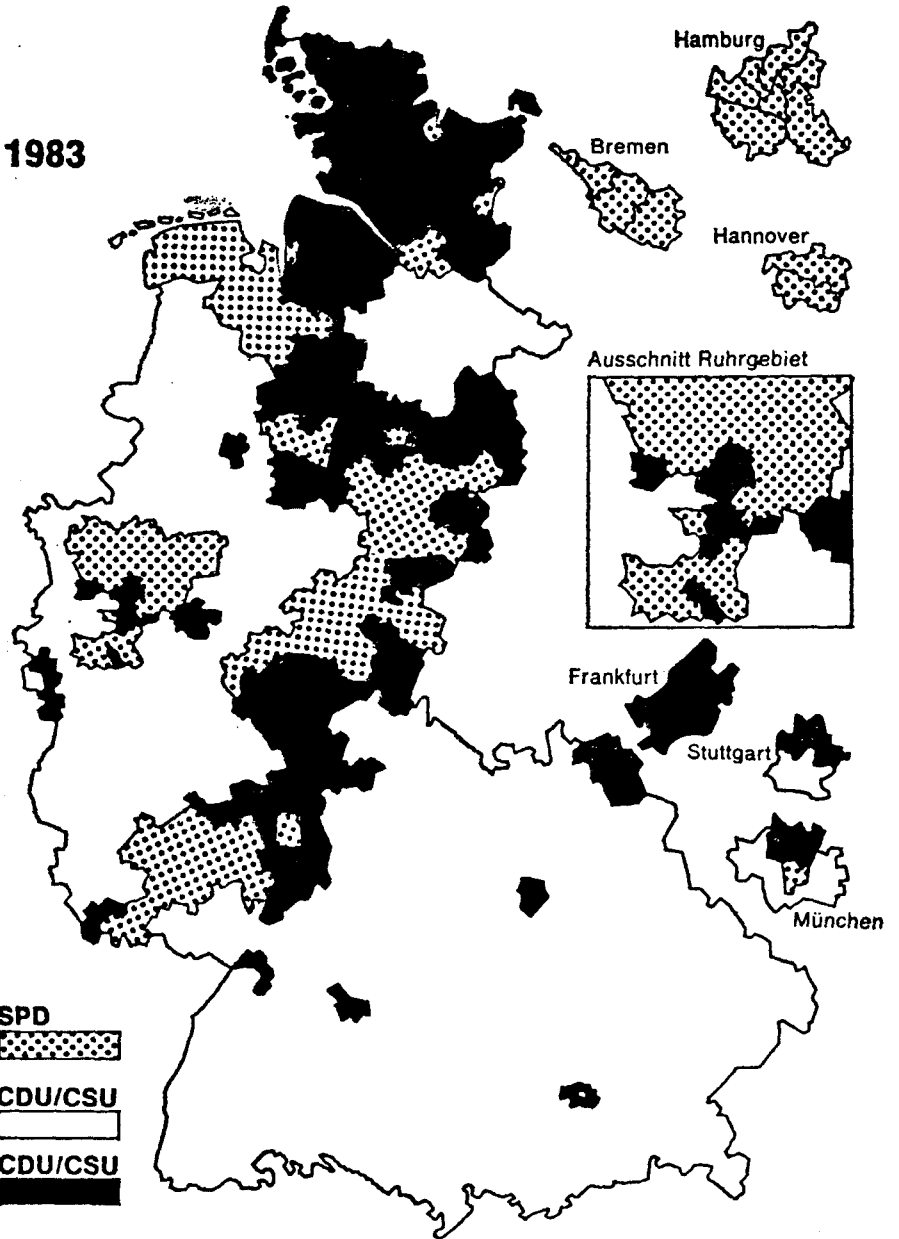 Hamburg
1983
Bremen
Hannover
Ausschnitt Ruhrgebiet
Frankfurt
Stuttgart
München
SPD
CDU/CSU
CDU/CSU